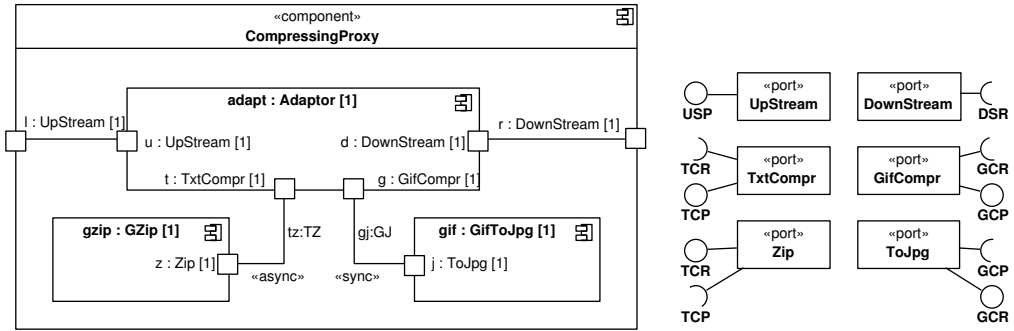 «component»
CompressingProxy
adapt : Adaptor [1]
l : UpStream [1]
r : DownStream [1]
u : UpStream [1]
d : DownStream [1]
t : TxtCompr [1]
g : GifCompr [1]
gzip : GZip [1]
tz:TZ
gj:GJ
gif : GifToJpg [1]
z : Zip [1]
j : ToJpg [1]
«async»
«sync»
«port»
UpStream
USP
«port»
DownStream
DSR
TCR
«port»
TxtCompr
TCP
«port»
GifCompr
GCR
GCP
TCR
«port»
Zip
TCP
«port»
ToJpg
GCP
GCR